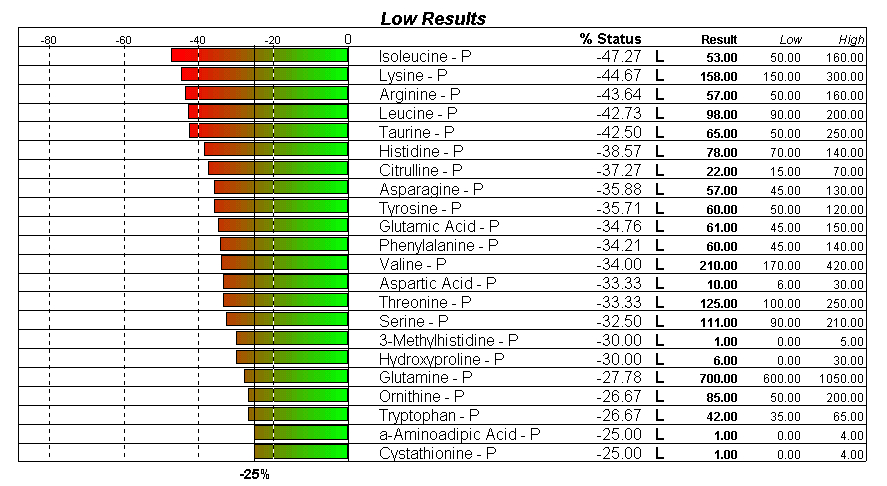 Low Results
-80 -60 -40 -20 0 % Status Result Low High
Isoleucine - P -47.27 L 53.00 50.00 160.00
Lysine - P -44.67 L 158.00 150.00 300.00
Arginine - P -43.64 L 57.00 50.00 160.00
Leucine - P -42.73 L 98.00 90.00 200.00
Taurine - P -42.50 L 65.00 50.00 250.00
Histidine - P -38.57 L 78.00 70.00 140.00
Citrulline - P -37.27 L 22.00 15.00 70.00
Asparagine - P -35.88 L 57.00 45.00 130.00
Tyrosine - P -35.71 L 60.00 50.00 120.00
Glutamic Acid - P -34.76 L 61.00 45.00 150.00
Phenylalanine - P -34.21 L 60.00 45.00 140.00
Valine - P -34.00 L 210.00 170.00 420.00
Aspartic Acid - P -33.33 L 10.00 6.00 30.00
Threonine - P -33.33 L 125.00 100.00 250.00
Serine - P -32.50 L 111.00 90.00 210.00
3-Methylhistidine - P -30.00 L 1.00 0.00 5.00
Hydroxyproline - P -30.00 L 6.00 0.00 30.00
Glutamine - P -27.78 L 700.00 600.00 1050.00
Ornithine - P -26.67 L 85.00 50.00 200.00
Tryptophan - P -26.67 L 42.00 35.00 65.00
a-Aminoadipic Acid - P -25.00 L 1.00 0.00 4.00
Cystathionine - P -25.00 L 1.00 0.00 4.00
-25%